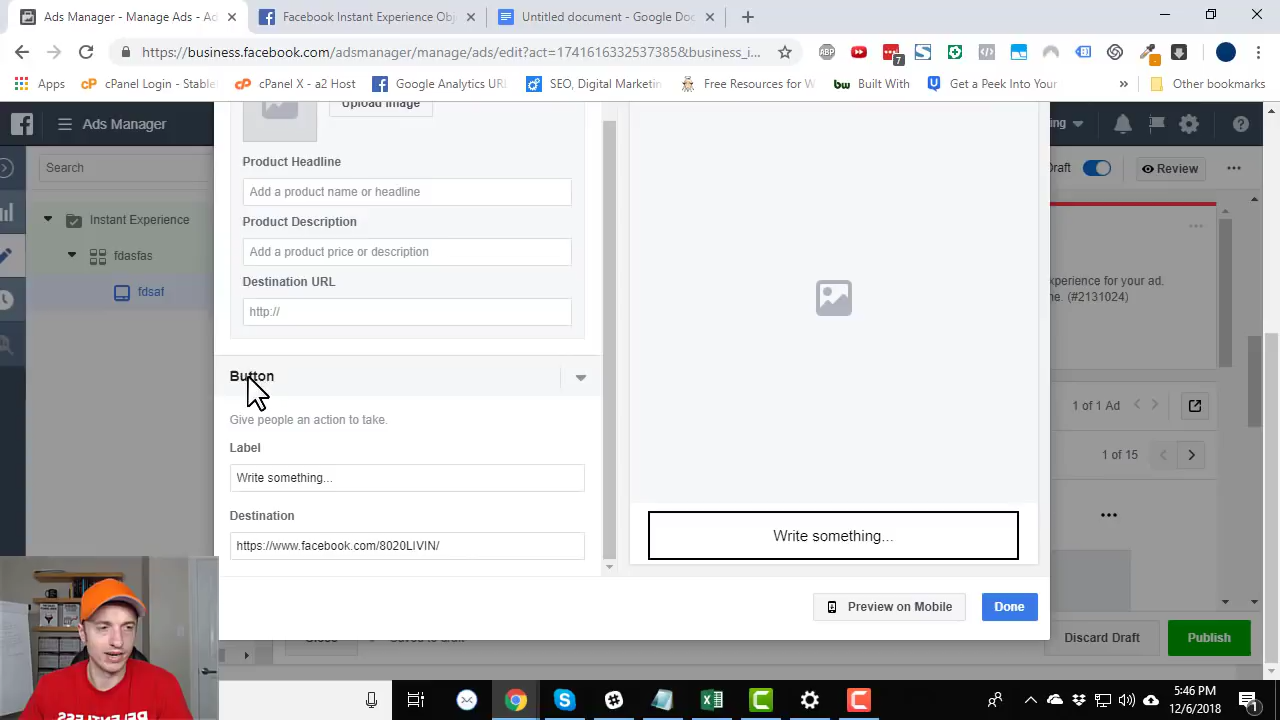 Ads Manager - Manage Ads - Ad
Facebook Instant Experience Obj
Untitled document - Google Doc
https://business.facebook.com/adsmanager/manage/ads/edit?act=1741616332537385&business_i...
ABP
7
Apps
cPanel Login - Stable
cPanel X - a2 Host
Google Analytics URL
SEO, Digital Marketin
Free Resources for W
Built With
Get a Peek Into Your
»
Other bookmarks
Ads Manager
Search
Review
Upload Image
Product Headline
Add a product name or headline
Instant Experience
Product Description
fdasfas
Add a product price or description
Destination URL
fdsaf
http://
xperience for your ad.
(#2131024)
Button
1 of 1 Ad
Give people an action to take.
Label
1 of 15
Write something...
Destination
Write something...
https://www.facebook.com/8020LIVIN/
Preview on Mobile
Done
Discard Draft
Publish
5:46 PM
12/6/2018
1